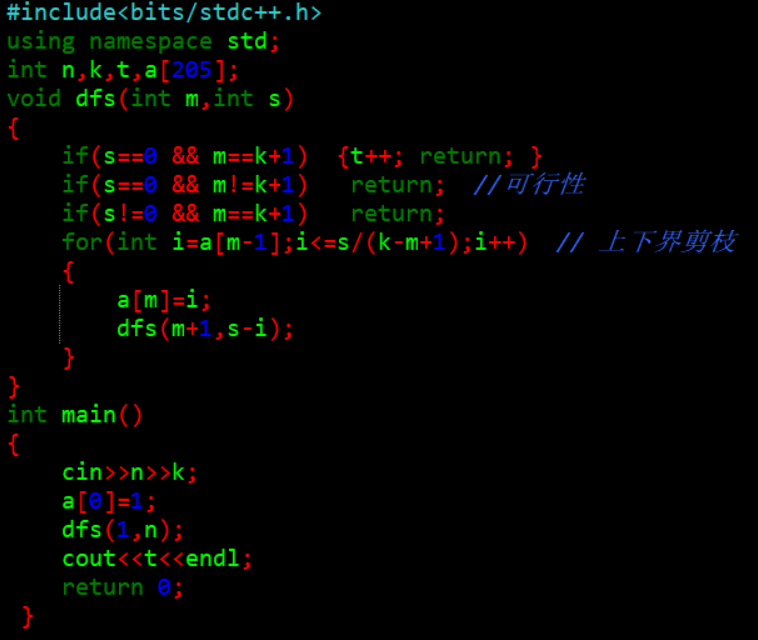 #include<bits/stdc++.h>
using namespace std;
int n,k,t,a[205];
void dfs(int m,int s)
{
    if(s==0 && m==k+1)  {t++; return; }
    if(s==0 && m!=k+1)   return;  //可行性
    if(s!=0 && m==k+1)   return;
    for(int i=a[m-1];i<=s/(k-m+1);i++)  // 上下界剪枝
    {
        a[m]=i;
        dfs(m+1,s-i);
    }
}
int main()
{
    cin>>n>>k;
    a[0]=1;
    dfs(1,n);
    cout<<t<<endl;
    return 0;
 }